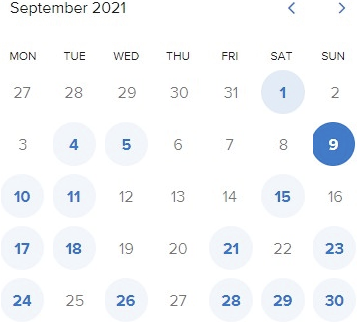 September 2021
MON TUE WED THU FRI SAT SUN
27 28 29 30 31 1 2
3 4 5 6 7 8 9
10 11 12 13 14 15 16
17 18 19 20 21 22 23
24 25 26 27 28 29 30